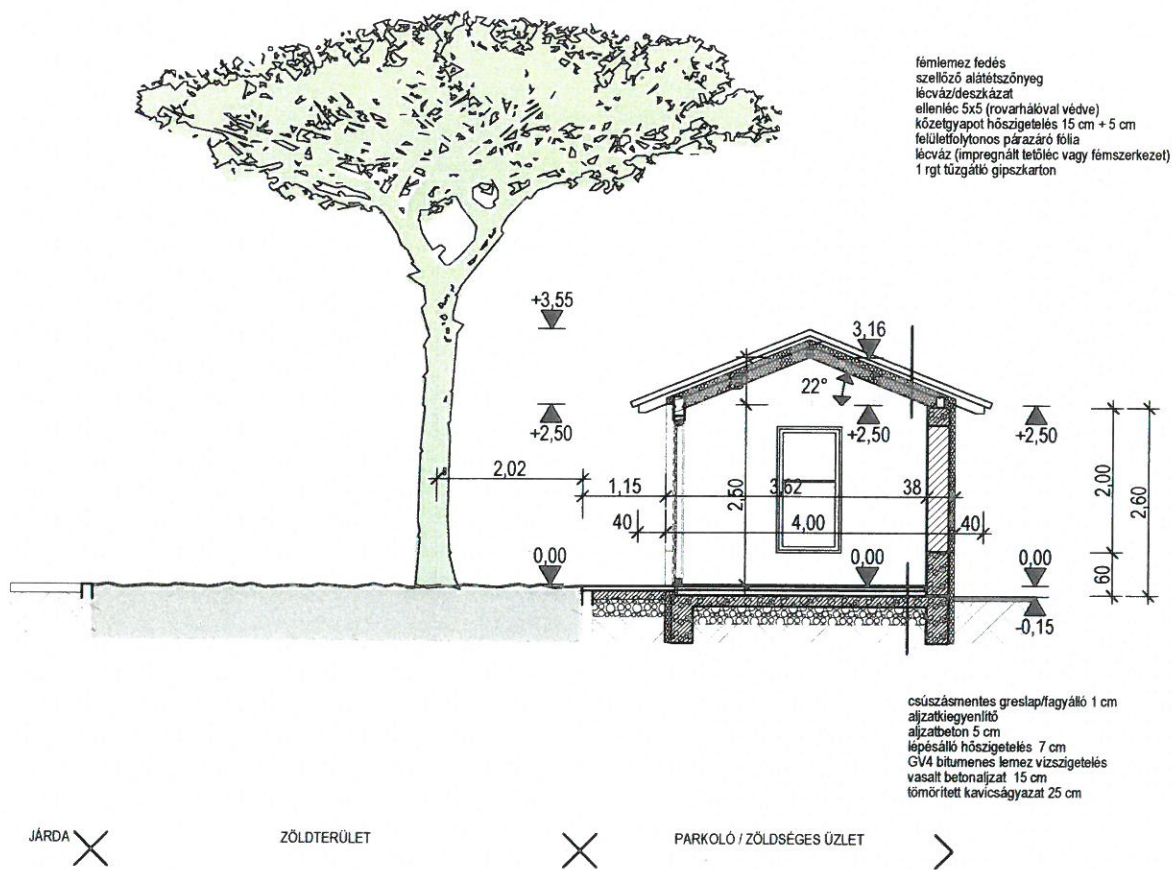 fémlemez fedés
szellőző alátétszőnyeg
lécváz/deszkázat
ellenléc 5x5 (rovarhálóval védve)
kőzetgyapot hőszigetelés 15 cm + 5 cm
felületfolytonos párazáró fólia
lécváz (impregnált tetőléc vagy fémszerkezet)
1 rgt tűzgátló gipszkarton
+3,55
3,16
22°
+2,50
+2,50
+2,50
2,02
1,15
2,50
3,62
38
2,00
2,60
40
4,00
40
0,00
0,00
0,00
60
-0,15
csúszásmentes greslap/fagyálló 1 cm
aljzatkiegyenlítő
aljzatbeton 5 cm
lépésálló hőszigetelés 7 cm
GV4 bitumenes lemez vízszigetelés
vasalt betonaljzat 15 cm
tömörített kavicságyazat 25 cm
JÁRDA
ZÖLDTERÜLET
PARKOLÓ / ZÖLDSÉGES ÜZLET